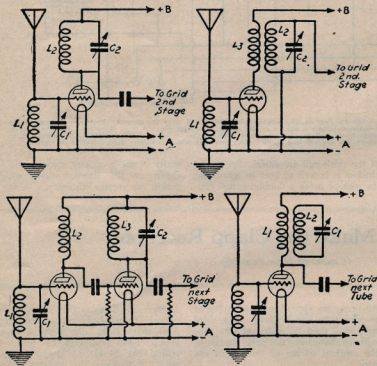 +B
L2
C2
To Grid
2nd
Stage
L1
C1
+
A
-
+B
L3
L2
C2
To Grid
2nd.
Stage
L1
C1
+
A
-
+B
L2
L3
C2
To Grid
next
Stage
L1
C1
+
A
-
+B
L1
L2
C1
To Grid
next
Tube
+
A
-